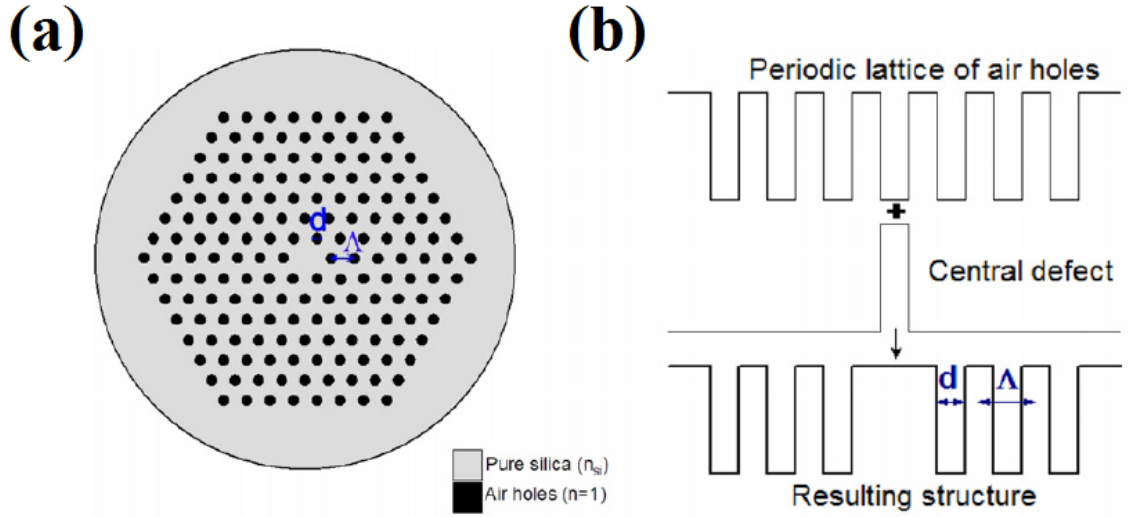 (a)
d
Λ
Pure silica (nsi)
Air holes (n=1)
(b)
Periodic lattice of air holes
+
Central defect
d
Λ
Resulting structure